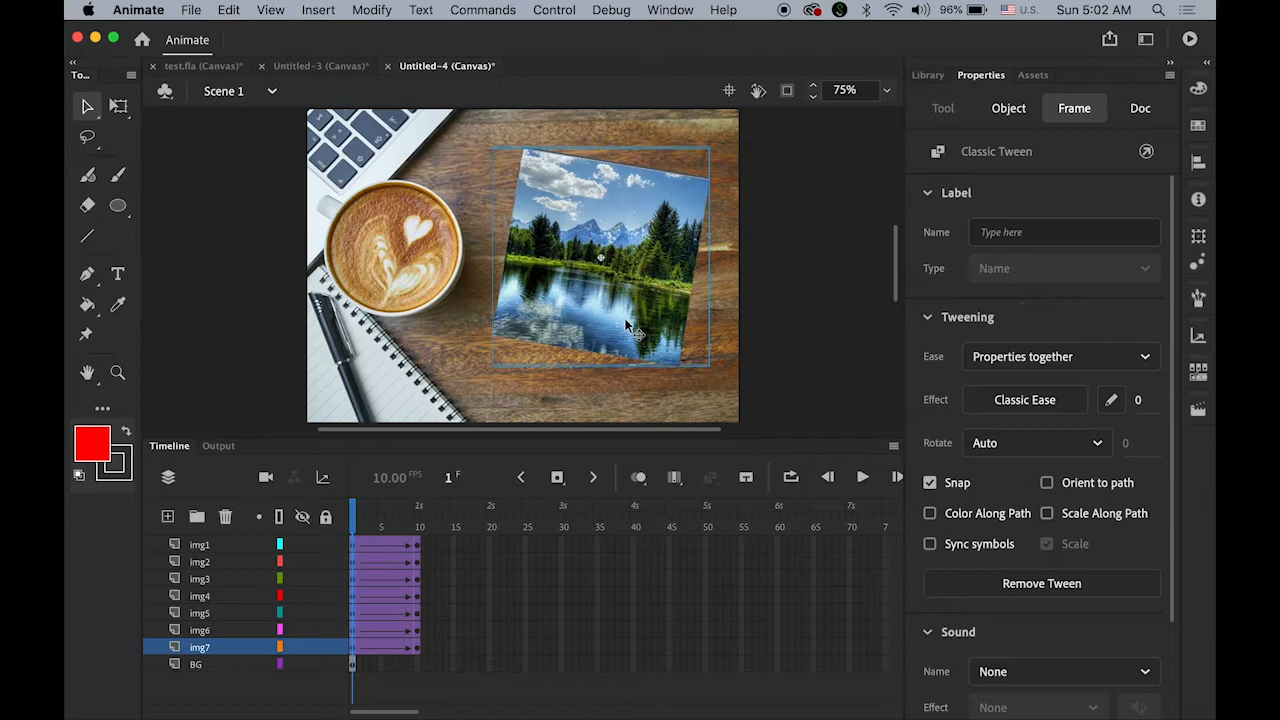 Animate File Edit View Insert Modify Text Commands Control Debug Window Help 96% U.S. Sun 5:02 AM
Animate
test.fla (Canvas)* Untitled-3 (Canvas)* Untitled-4 (Canvas)*
Scene 1 75%
To...
Library Properties Assets
Tool Object Frame Doc
Classic Tween
Label
Name Type here
Type Name
Tweening
Ease Properties together
Effect Classic Ease 0
Rotate Auto 0
Snap Orient to path
Color Along Path Scale Along Path
Sync symbols Scale
Remove Tween
Sound
Name None
Effect None
Timeline Output
10.00 FPS 1 F
1s 2s 3s 4s 5s 6s 7s
5 10 15 20 25 30 35 40 45 50 55 60 65 70 7
img1
img2
img3
img4
img5
img6
img7
BG